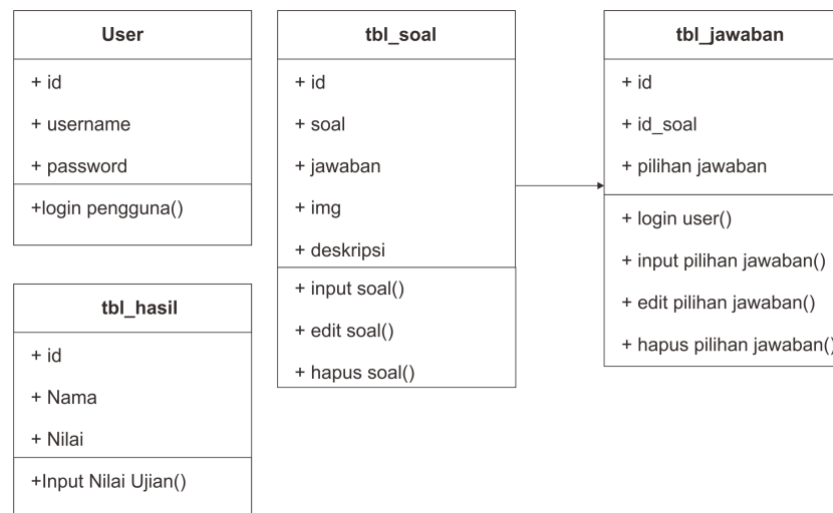 User
+ id
+ username
+ password
+login pengguna()
tbl_hasil
+ id
+ Nama
+ Nilai
+Input Nilai Ujian()
tbl_soal
+ id
+ soal
+ jawaban
+ img
+ deskripsi
+ input soal()
+ edit soal()
+ hapus soal()
tbl_jawaban
+ id
+ id_soal
+ pilihan jawaban
+ login user()
+ input pilihan jawaban()
+ edit pilihan jawaban()
+ hapus pilihan jawaban()